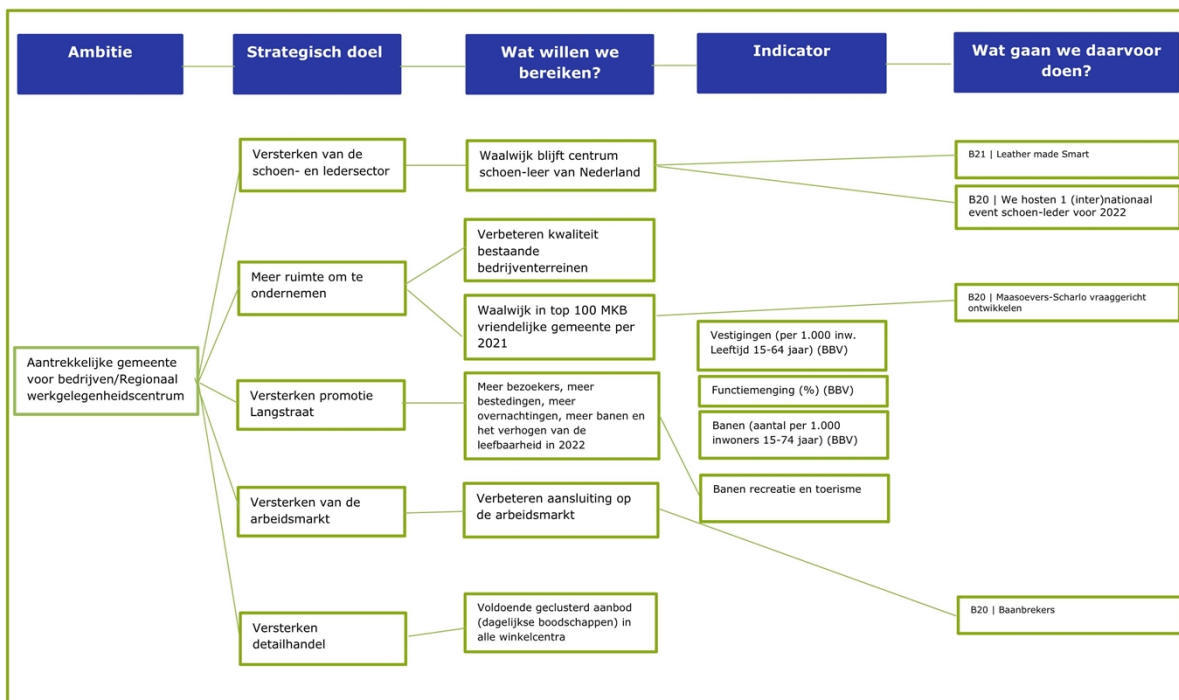 Ambitie
Strategisch doel
Wat willen we
bereiken?
Indicator
Wat gaan we daarvoor
doen?
Aantrekkelijke gemeente
voor bedrijven/Regionaal
werkgelegenheidscentrum
Versterken van de
schoen- en ledersector
Waalwijk blijft centrum
schoen-leer van Nederland
B21 | Leather made Smart
B20 | We hosten 1 (inter)nationaal
event schoen-leder voor 2022
Meer ruimte om te
ondernemen
Verbeteren kwaliteit
bestaande
bedrijventerreinen
Waalwijk in top 100 MKB
vriendelijke gemeente per
2021
B20 | Maasoevers-Scharlo vraaggericht
ontwikkelen
Versterken promotie
Langstraat
Meer bezoekers, meer
bestedingen, meer
overnachtingen, meer banen en
het verhogen van de
leefbaarheid in 2022
Vestigingen (per 1.000 inw.
Leeftijd 15-64 jaar) (BBV)
Functiemenging (%) (BBV)
Banen (aantal per 1.000
inwoners 15-74 jaar) (BBV)
Banen recreatie en toerisme
Versterken van de
arbeidsmarkt
Verbeteren aansluiting op
de arbeidsmarkt
B20 | Baanbrekers
Versterken
detailhandel
Voldoende geclusterd aanbod
(dagelijkse boodschappen) in
alle winkelcentra